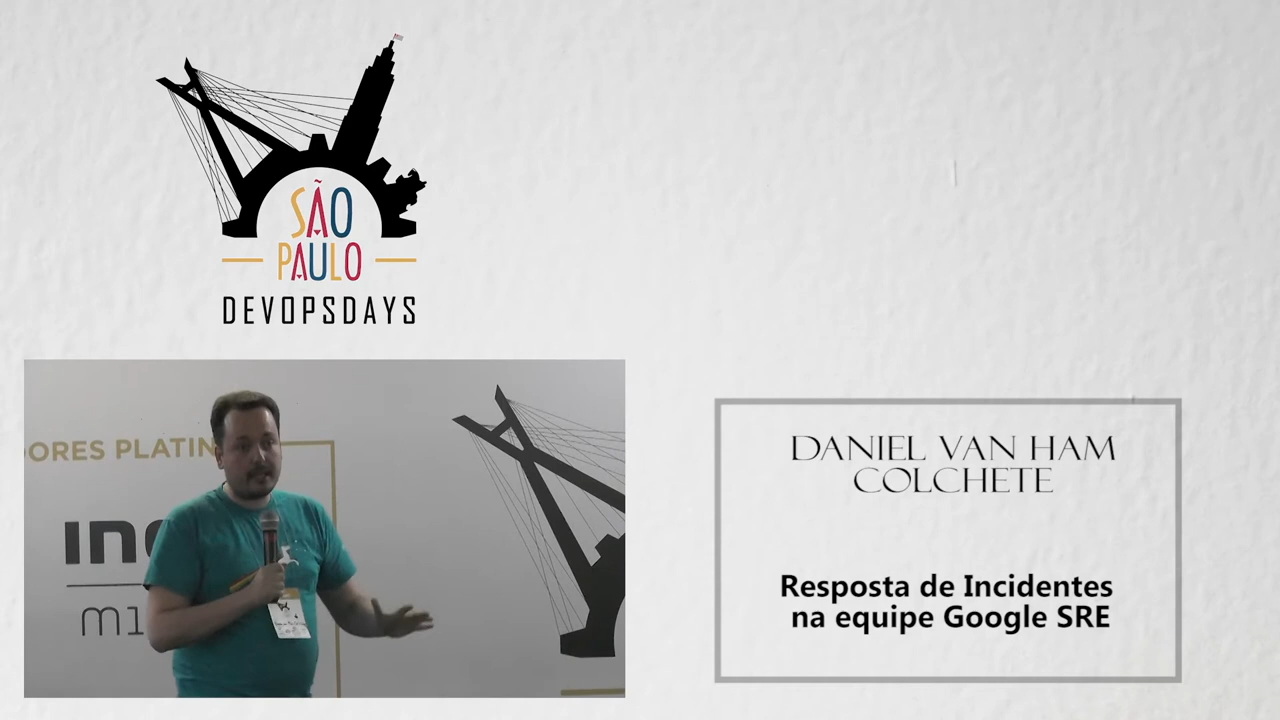 SÃO
PAULO
DEVOPSDAYS
DORES PLATIN
DANIEL VAN HAM
COLCHETE
Resposta de Incidentes
na equipe Google SRE